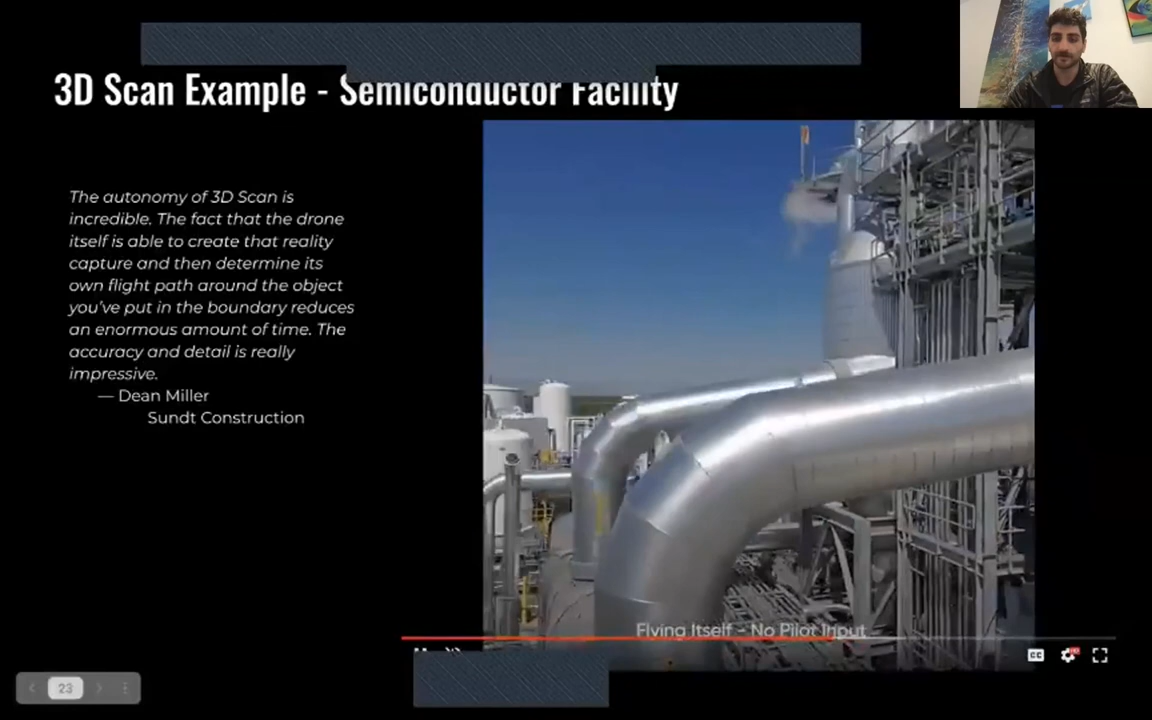 3D Scan Example - Semiconductor Facility
The autonomy of 3D Scan is
incredible. The fact that the drone
itself is able to create that reality
capture and then determine its
own flight path around the object
you've put in the boundary reduces
an enormous amount of time. The
accuracy and detail is really
impressive.
— Dean Miller
Sundt Construction
Flying Itself - No Pilot Input
CC
HD
23